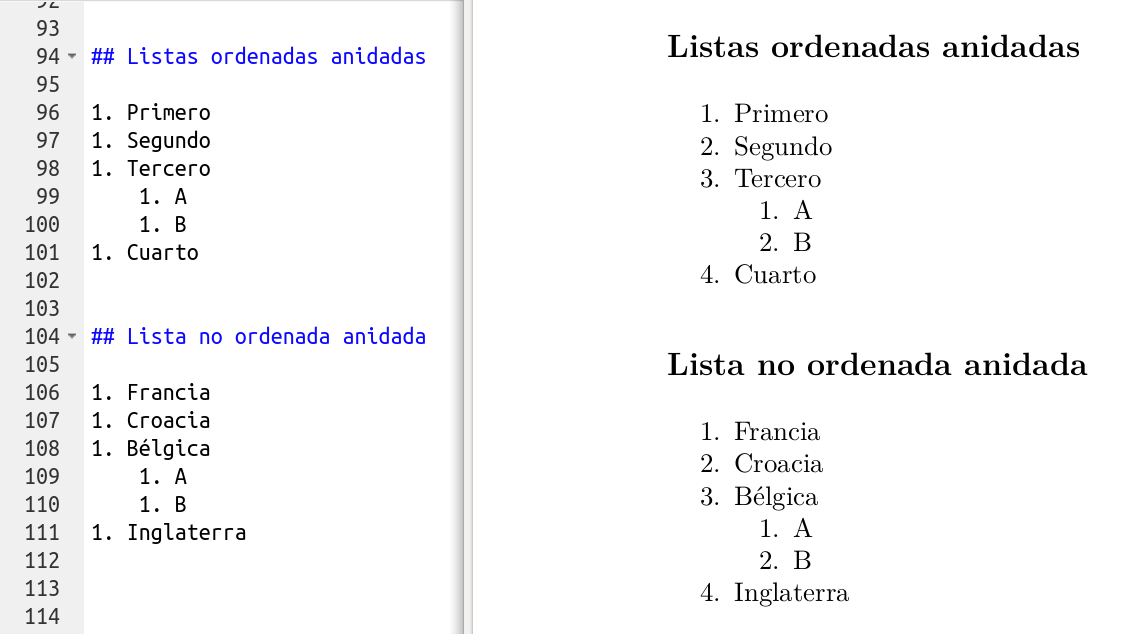 93
94 ## Listas ordenadas anidadas
95
96 1. Primero
97 1. Segundo
98 1. Tercero
99 1. A
100 1. B
101 1. Cuarto
102
103
104 ## Lista no ordenada anidada
105
106 1. Francia
107 1. Croacia
108 1. Bélgica
109 1. A
110 1. B
111 1. Inglaterra
112
113
114
Listas ordenadas anidadas
1. Primero
2. Segundo
3. Tercero
1. A
2. B
4. Cuarto
Lista no ordenada anidada
1. Francia
2. Croacia
3. Bélgica
1. A
2. B
4. Inglaterra